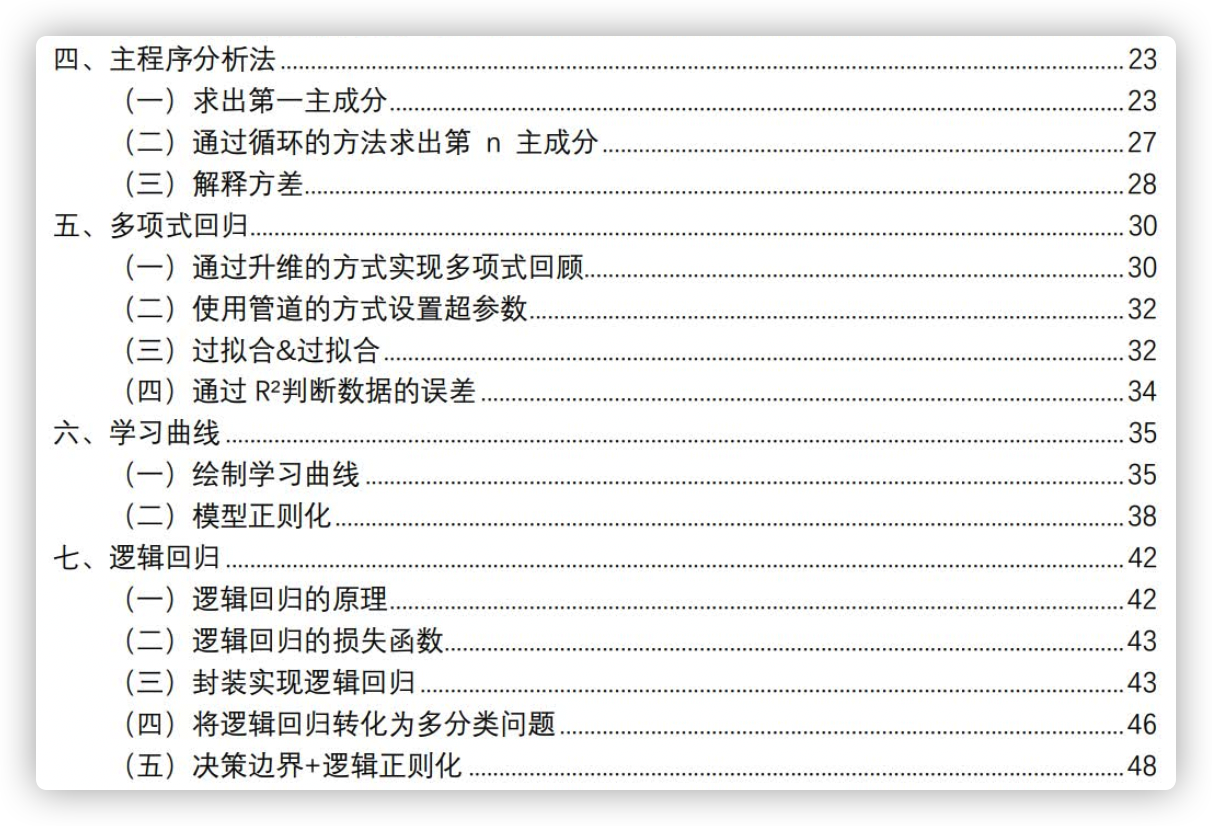 四、主程序分析法........................................ 23
（一）求出第一主成分........................................ 23
（二）通过循环的方法求出第 n 主成分........................................ 27
（三）解释方差........................................ 28
五、多项式回归........................................ 30
（一）通过升维的方式实现多项式回顾........................................ 30
（二）使用管道的方式设置超参数........................................ 32
（三）过拟合&过拟合........................................ 32
（四）通过 R²判断数据的误差........................................ 34
六、学习曲线........................................ 35
（一）绘制学习曲线........................................ 35
（二）模型正则化........................................ 38
七、逻辑回归........................................ 42
（一）逻辑回归的原理........................................ 42
（二）逻辑回归的损失函数........................................ 43
（三）封装实现逻辑回归........................................ 43
（四）将逻辑回归转化为多分类问题........................................ 46
（五）决策边界+逻辑正则化........................................ 48